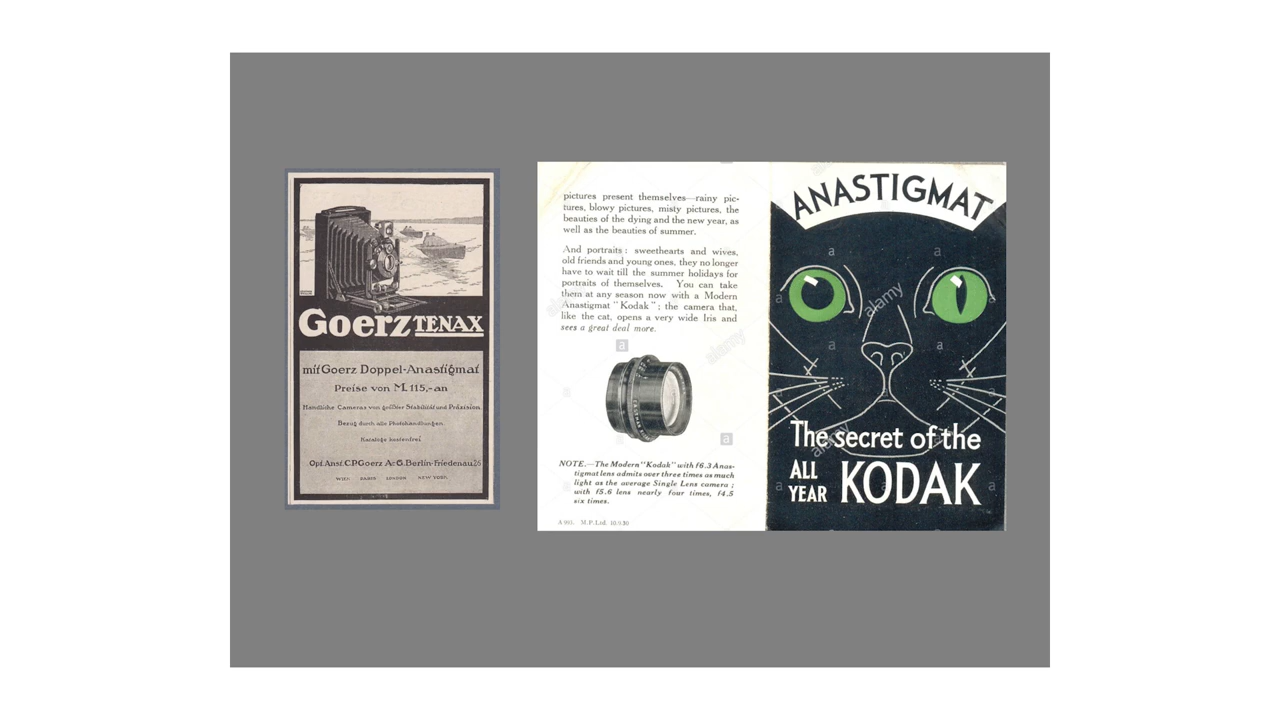 Goerz TENAX
mit Goerz Doppel-Anastigmat
Preise von M. 115,-an
Handliche Cameras von größter Stabilität und Präzision.
Bezug durch alle Photohandlungen.
Kataloge kostenfrei
Opt. Anst. C.P. Goerz A.-G. Berlin-Friedenau 26
WIEN PARIS LONDON NEW YORK.
pictures present themselves—rainy pic-
tures, blowy pictures, misty pictures, the
beauties of the dying and the new year, as
well as the beauties of summer.
And portraits : sweethearts and wives,
old friends and young ones, they no longer
have to wait till the summer holidays for
portraits of themselves. You can take
them at any season now with a Modern
Anastigmat "Kodak" ; the camera that,
like the cat, opens a very wide Iris and
sees a great deal more.
NOTE.—The Modern "Kodak" with f6.3 Anas-
tigmat lens admits over three times as much
light as the average Single Lens camera ;
with f5.6 lens nearly four times, f4.5
six times.
M.P.Ltd. 10.9.30
ANASTIGMAT
The secret of the
ALL YEAR KODAK
alamy